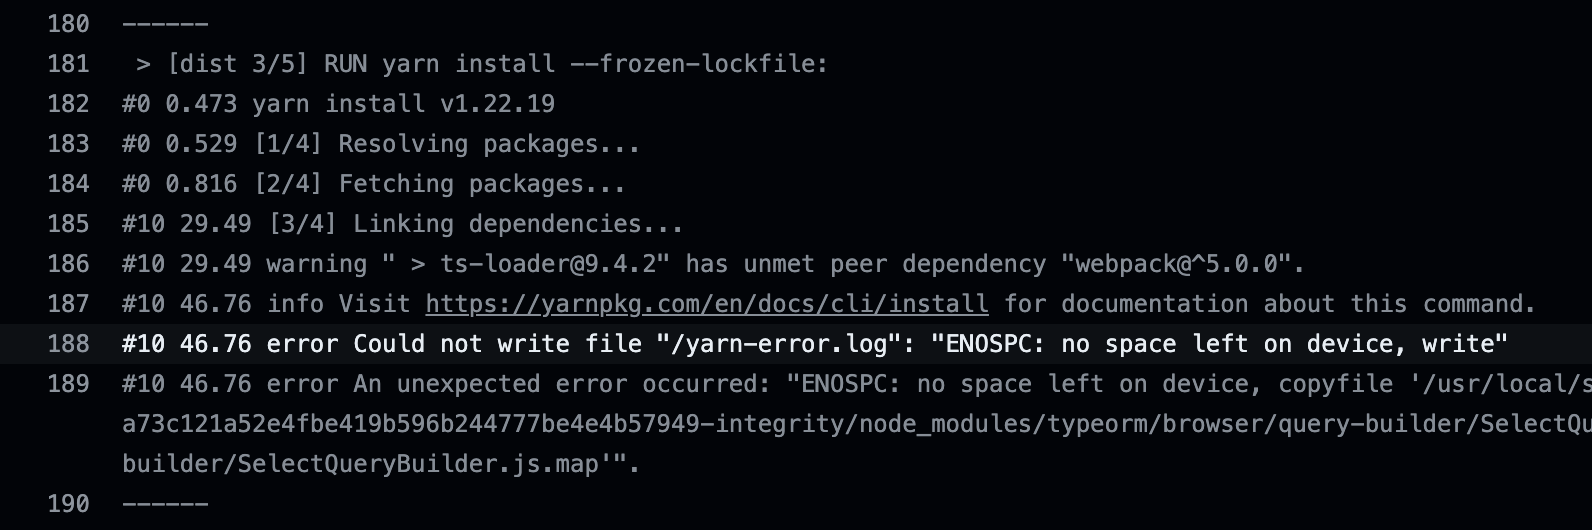 180 ------
181 > [dist 3/5] RUN yarn install --frozen-lockfile:
182 #0 0.473 yarn install v1.22.19
183 #0 0.529 [1/4] Resolving packages...
184 #0 0.816 [2/4] Fetching packages...
185 #10 29.49 [3/4] Linking dependencies...
186 #10 29.49 warning " > ts-loader@9.4.2" has unmet peer dependency "webpack@^5.0.0".
187 #10 46.76 info Visit https://yarnpkg.com/en/docs/cli/install for documentation about this command.
188 #10 46.76 error Could not write file "/yarn-error.log": "ENOSPC: no space left on device, write"
189 #10 46.76 error An unexpected error occurred: "ENOSPC: no space left on device, copyfile '/usr/local/s
a73c121a52e4fbe419b596b244777be4e4b57949-integrity/node_modules/typeorm/browser/query-builder/SelectQu
builder/SelectQueryBuilder.js.map'".
190 ------